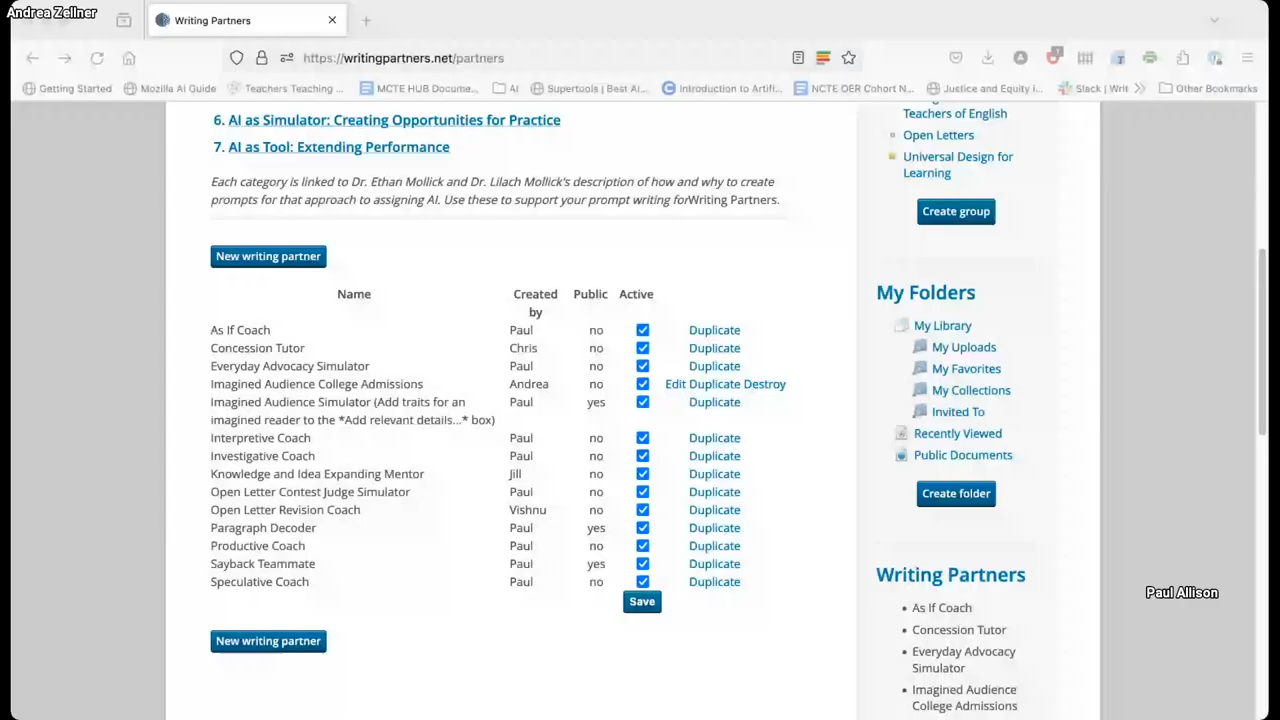 Andrea Zellner
Writing Partners
https://writingpartners.net/partners
Getting Started
Mozilla AI Guide
Teachers Teaching ...
MCTE HUB Docume...
AI
Supertools | Best AI...
Introduction to Artifi...
NCTE OER Cohort N...
Justice and Equity i...
Slack | Writ
Other Bookmarks
6. AI as Simulator: Creating Opportunities for Practice
7. AI as Tool: Extending Performance
Each category is linked to Dr. Ethan Mollick and Dr. Lilach Mollick's description of how and why to create
prompts for that approach to assigning AI. Use these to support your prompt writing forWriting Partners.
New writing partner
Name Created by Public Active
As If Coach Paul no Duplicate
Concession Tutor Chris no Duplicate
Everyday Advocacy Simulator Paul no Duplicate
Imagined Audience College Admissions Andrea no Edit Duplicate Destroy
Imagined Audience Simulator (Add traits for an Paul yes Duplicate
imagined reader to the *Add relevant details...* box)
Interpretive Coach Paul no Duplicate
Investigative Coach Paul no Duplicate
Knowledge and Idea Expanding Mentor Jill no Duplicate
Open Letter Contest Judge Simulator Paul no Duplicate
Open Letter Revision Coach Vishnu no Duplicate
Paragraph Decoder Paul yes Duplicate
Productive Coach Paul no Duplicate
Sayback Teammate Paul yes Duplicate
Speculative Coach Paul no Duplicate
Save
New writing partner
Teachers of English
Open Letters
Universal Design for
Learning
Create group
My Folders
My Library
My Uploads
My Favorites
My Collections
Invited To
Recently Viewed
Public Documents
Create folder
Writing Partners
As If Coach
Concession Tutor
Everyday Advocacy
Simulator
Imagined Audience
College Admissions
Paul Allison